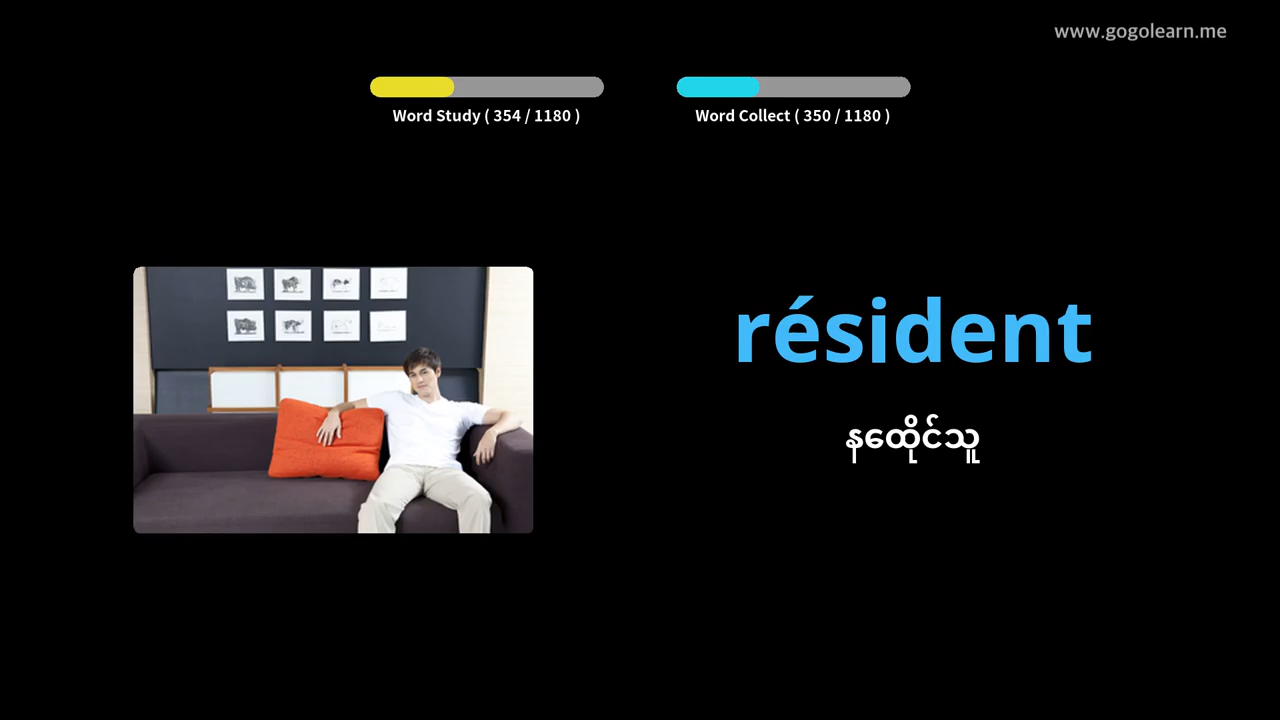 www.gogolearn.me
Word Study ( 354 / 1180 )
Word Collect ( 350 / 1180 )
résident
နထေိုင်သူ